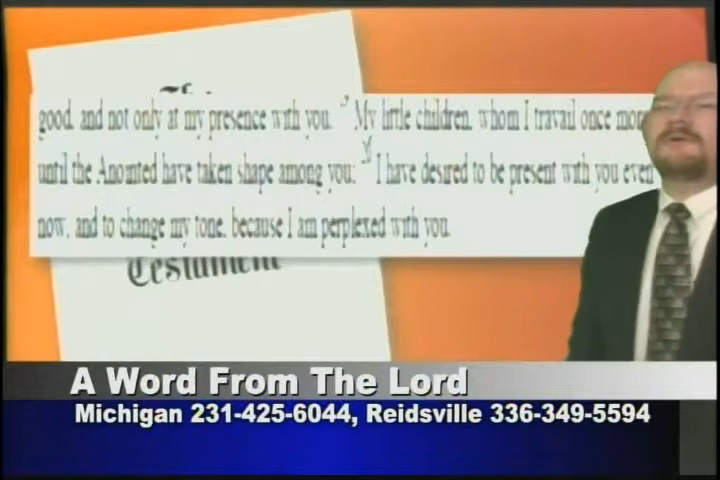 good, and not only at my presence with you. My little children, whom I travail once more
until the Anointed have taken shape among you; I have desired to be present with you even
now, and to change my tone, because I am perplexed with you.
Testament
A Word From The Lord
Michigan 231-425-6044, Reidsville 336-349-5594